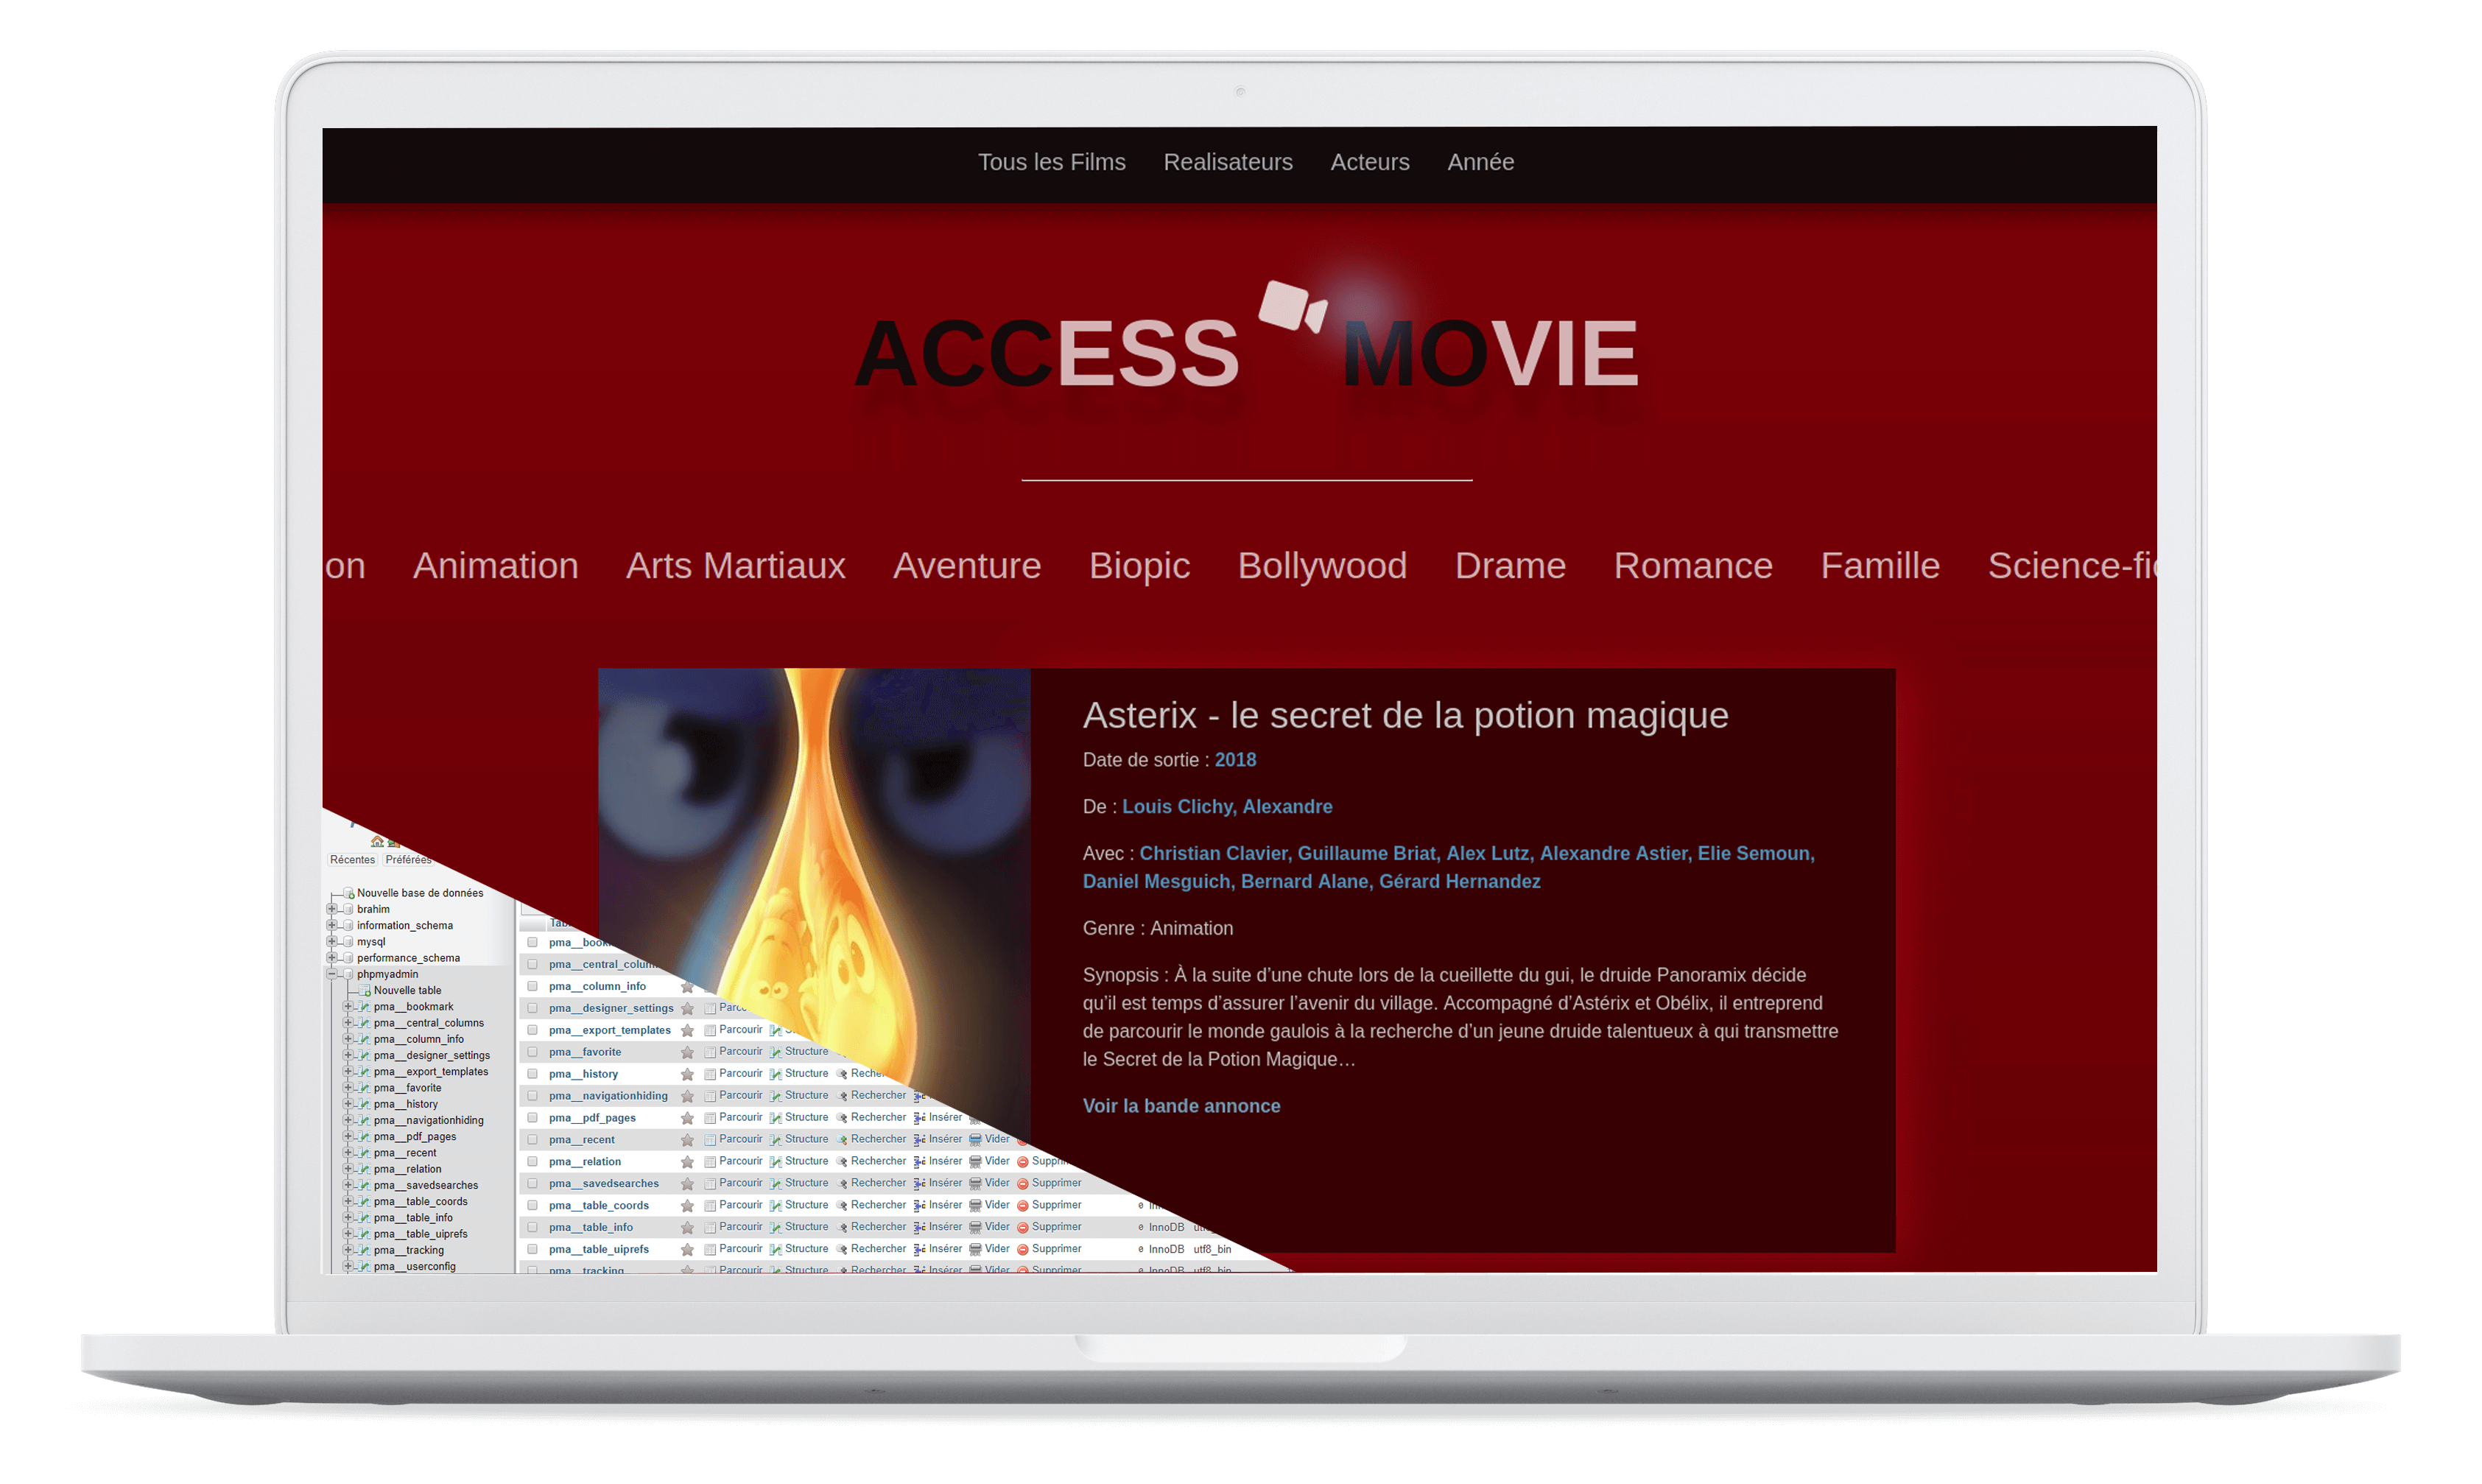 Tous les Films Realisateurs Acteurs Année
ACCESS MOVIE
on Animation Arts Martiaux Aventure Biopic Bollywood Drame Romance Famille Science-fic
Asterix - le secret de la potion magique
Date de sortie : 2018
De : Louis Clichy, Alexandre
Avec : Christian Clavier, Guillaume Briat, Alex Lutz, Alexandre Astier, Elie Semoun,
Daniel Mesguich, Bernard Alane, Gérard Hernandez
Genre : Animation
Synopsis : À la suite d’une chute lors de la cueillette du gui, le druide Panoramix décide
qu’il est temps d’assurer l’avenir du village. Accompagné d’Astérix et Obélix, il entreprend
de parcourir le monde gaulois à la recherche d’un jeune druide talentueux à qui transmettre
le Secret de la Potion Magique…
Voir la bande annonce
Récentes Préférées
Nouvelle base de données
brahim
information_schema
mysql
performance_schema
phpmyadmin
Nouvelle table
pma__bookmark
pma__central_columns
pma__column_info
pma__designer_settings
pma__export_templates
pma__favorite
pma__history
pma__navigationhiding
pma__pdf_pages
pma__recent
pma__relation
pma__savedsearches
pma__table_coords
pma__table_info
pma__table_uiprefs
pma__tracking
pma__userconfig
pma__book
pma__central_colum
pma__column_info
pma__designer_settings Parc
pma__export_templates Parcourir
pma__favorite Parcourir Structure
pma__history Parcourir Structure Reche
pma__navigationhiding Parcourir Structure Rechercher
pma__pdf_pages Parcourir Structure Rechercher Insérer
pma__recent Parcourir Structure Rechercher Insérer Vider
pma__relation Parcourir Structure Rechercher Insérer Vider Supprim
pma__savedsearches Parcourir Structure Rechercher Insérer Vider Supprimer
pma__table_coords Parcourir Structure Rechercher Insérer Vider Supprimer 0 Inn
pma__table_info Parcourir Structure Rechercher Insérer Vider Supprimer 0 InnoDB utf
pma__table_uiprefs Parcourir Structure Rechercher Insérer Vider Supprimer 0 InnoDB utf8_bin
pma__tracking Parcourir Structure Rechercher Insérer Vider Supprimer 0 InnoDB utf8_bin